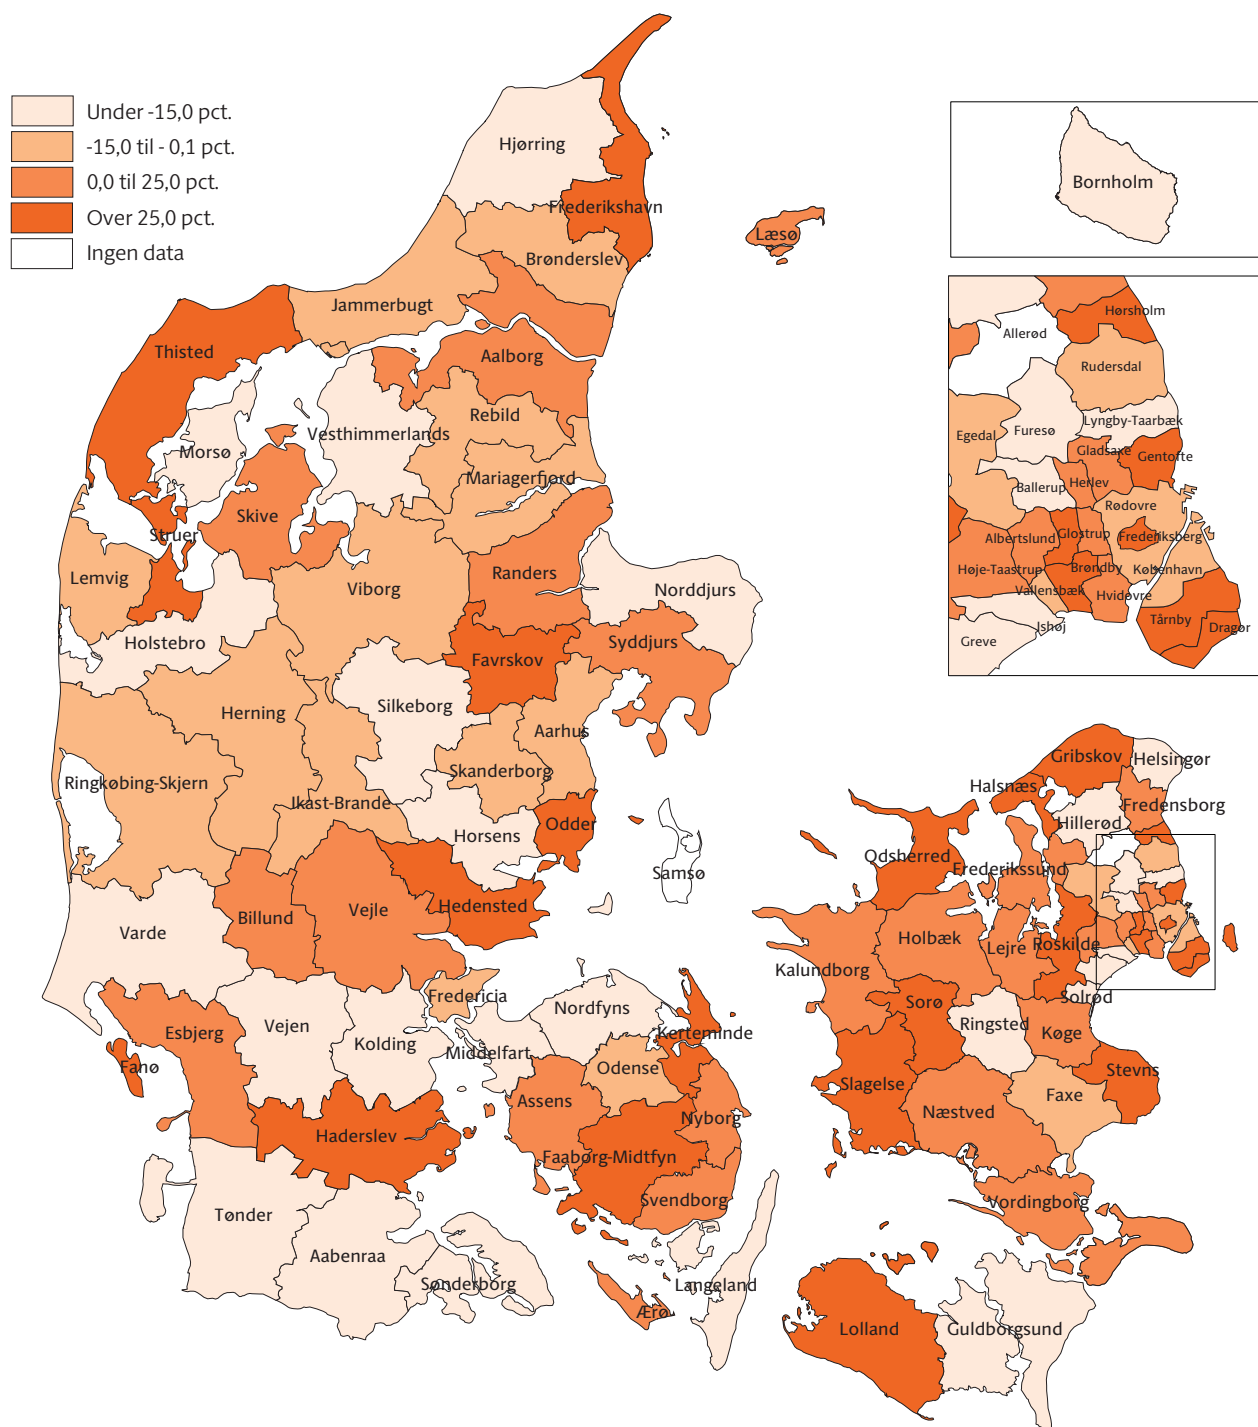 Under -15,0 pct.
-15,0 til - 0,1 pct.
0,0 til 25,0 pct.
Over 25,0 pct.
Ingen data
Hjørring
Frederikshavn
Læsø
Brønderslev
Jammerbugt
Thisted
Aalborg
Rebild
Vesthimmerlands
Morsø
Mariagerfjord
Skive
Struer
Lemvig
Viborg
Randers
Norddjurs
Holstebro
Favrskov
Syddjurs
Silkeborg
Herning
Aarhus
Skanderborg
Ringkøbing-Skjern
Ikast-Brande
Horsens
Odder
Samsø
Hedensted
Billund
Vejle
Varde
Fredericia
Nordfyns
Esbjerg
Vejen
Kolding
Middelfart
Kerteminde
Odense
Fanø
Assens
Nyborg
Haderslev
Faaborg-Midtfyn
Svendborg
Tønder
Aabenraa
Sønderborg
Langeland
Ærø
Bornholm
Hørsholm
Allerød
Rudersdal
Lyngby-Taarbæk
Furesø
Egedal
Gladsaxe
Gentofte
Ballerup
Herlev
Rødovre
Albertslund
Glostrup
Frederiksberg
Høje-Taastrup
Brøndby
København
Vallensbæk
Hvidovre
Ishøj
Greve
Tårnby
Dragør
Gribskov
Helsingør
Halsnæs
Fredensborg
Hillerød
Odsherred
Frederikssund
Holbæk
Lejre
Roskilde
Kalundborg
Solrød
Sorø
Ringsted
Køge
Stevns
Slagelse
Næstved
Faxe
Vordingborg
Lolland
Guldborgsund